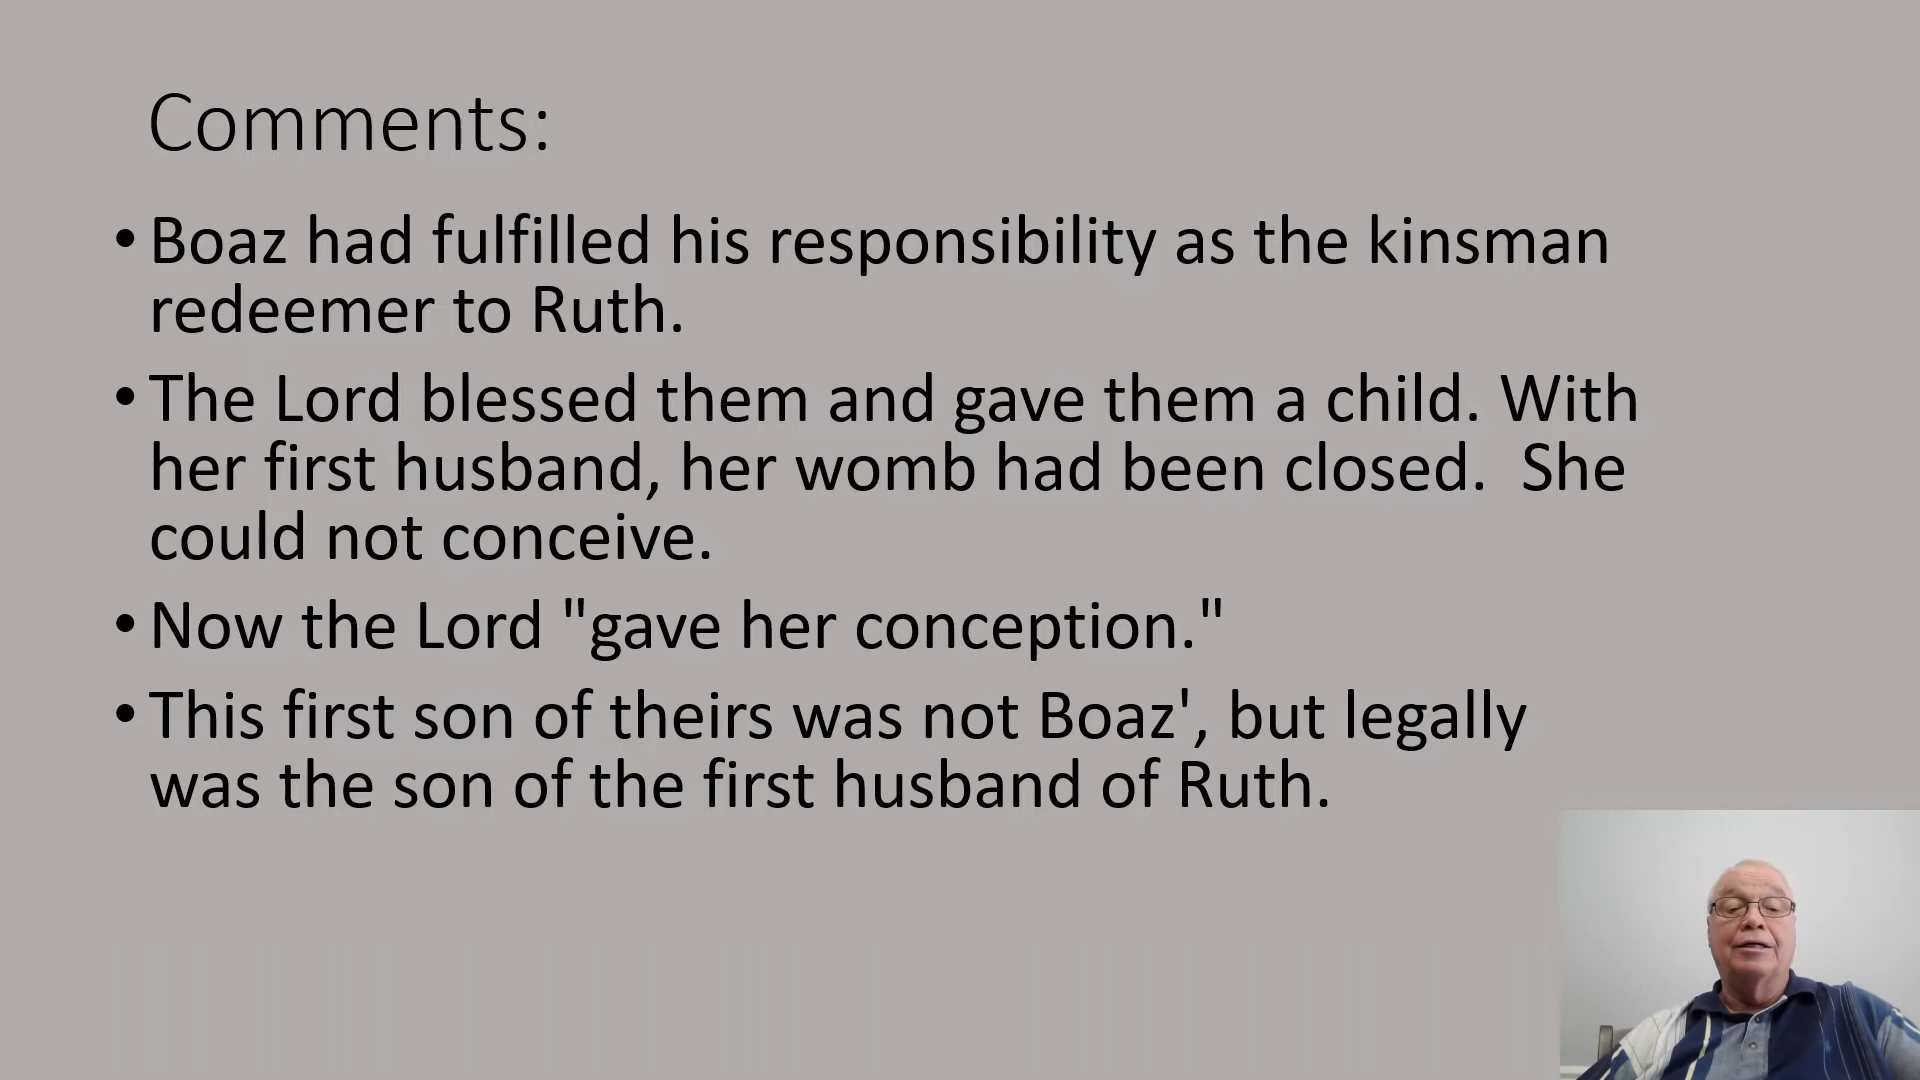 Comments:
• Boaz had fulfilled his responsibility as the kinsman
redeemer to Ruth.
• The Lord blessed them and gave them a child. With
her first husband, her womb had been closed.  She
could not conceive.
• Now the Lord "gave her conception."
• This first son of theirs was not Boaz', but legally
was the son of the first husband of Ruth.